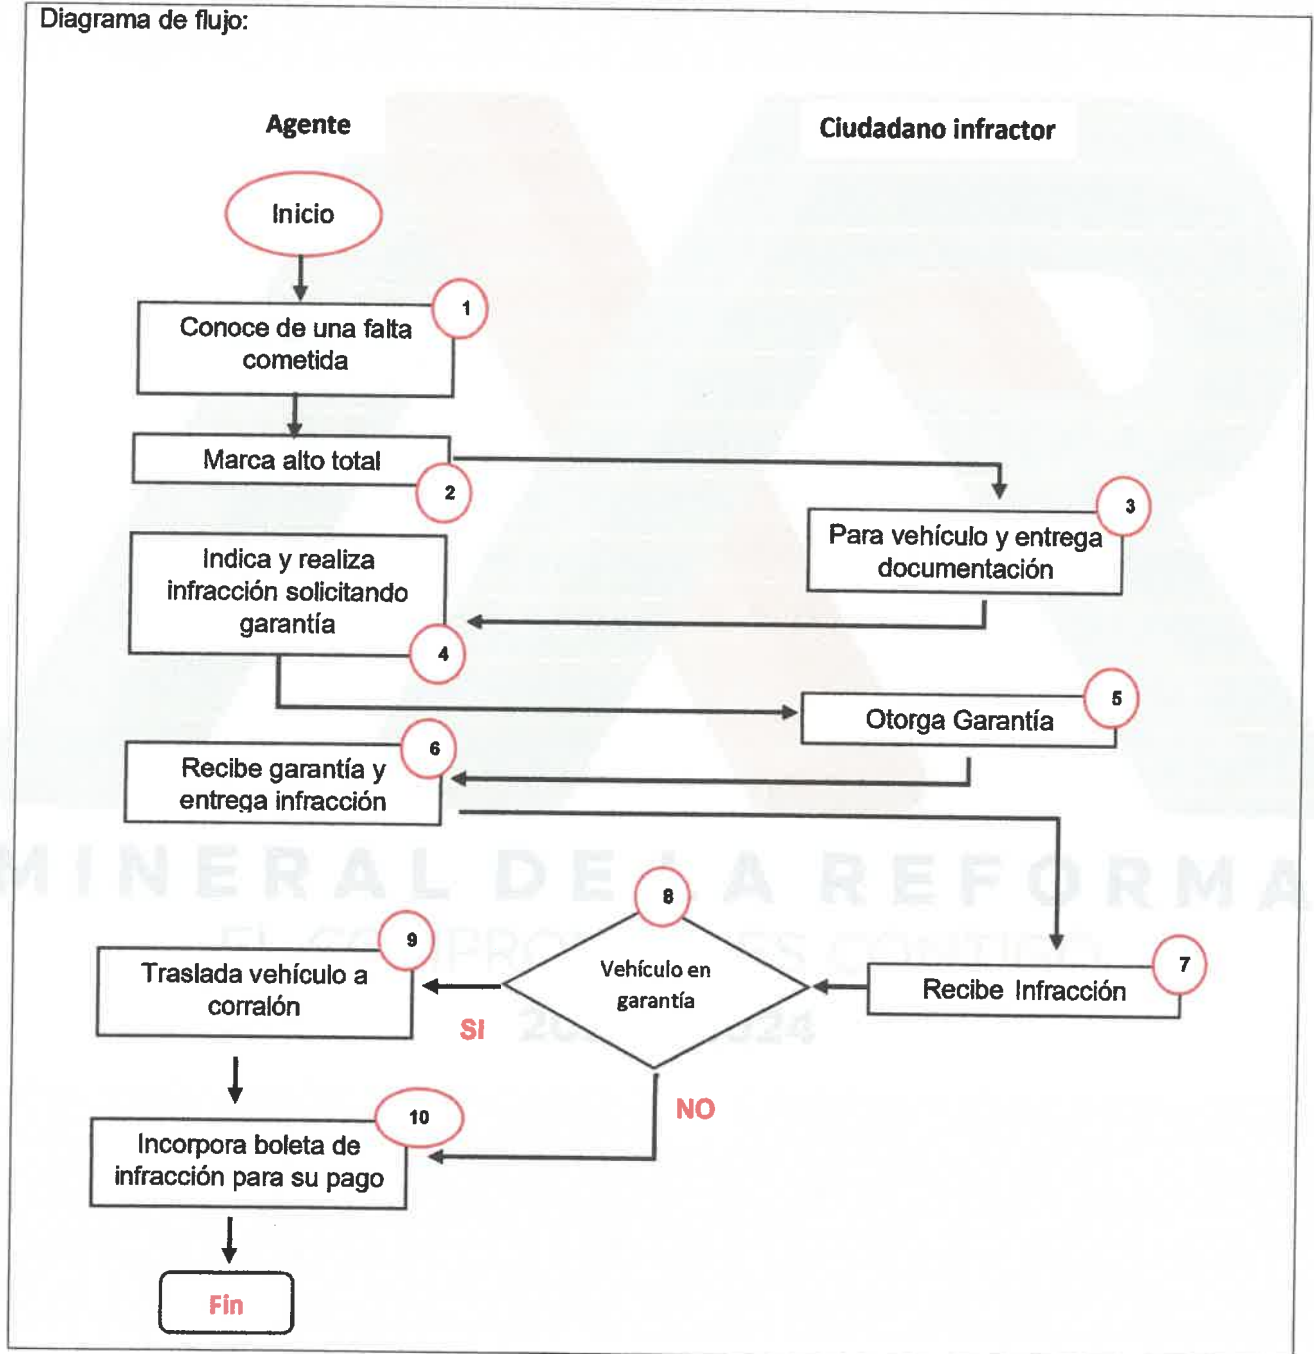 Diagrama de flujo:
Agente
Ciudadano infractor
Inicio
1
Conoce de una falta
cometida
Marca alto total
2
3
Para vehículo y entrega
documentación
Indica y realiza
infracción solicitando
garantía
4
5
Otorga Garantía
6
Recibe garantía y
entrega infracción
MINERAL DE LA REFORMA
8
9
Traslada vehículo a
corralón
Vehículo en
garantía
7
Recibe Infracción
SI
NO
10
Incorpora boleta de
infracción para su pago
Fin